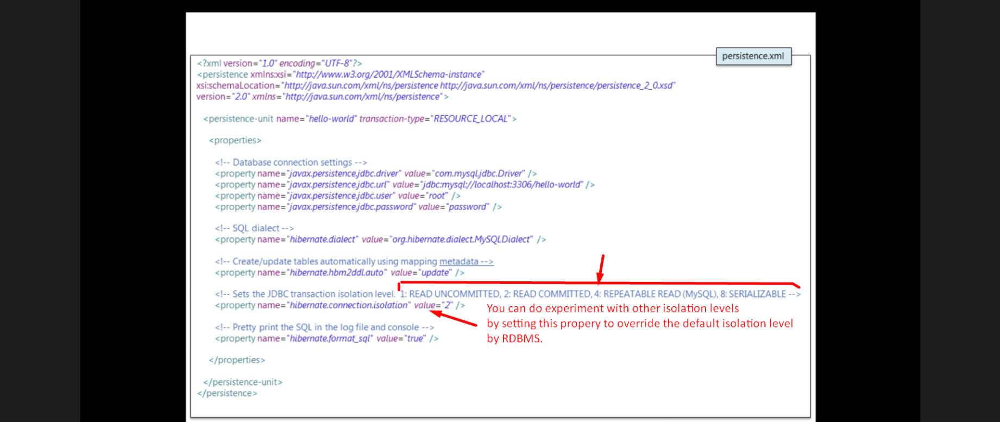 persistence.xml
<?xml version="1.0" encoding="UTF-8"?>
<persistence xmlns:xsi="http://www.w3.org/2001/XMLSchema-instance"
xsi:schemaLocation="http://java.sun.com/xml/ns/persistence http://java.sun.com/xml/ns/persistence/persistence_2_0.xsd"
version="2.0" xmlns="http://java.sun.com/xml/ns/persistence">
<persistence-unit name="hello-world" transaction-type="RESOURCE_LOCAL">
<properties>
<!-- Database connection settings -->
<property name="javax.persistence.jdbc.driver" value="com.mysql.jdbc.Driver" />
<property name="javax.persistence.jdbc.url" value="jdbc:mysql://localhost:3306/hello-world" />
<property name="javax.persistence.jdbc.user" value="root" />
<property name="javax.persistence.jdbc.password" value="password" />
<!-- SQL dialect -->
<property name="hibernate.dialect" value="org.hibernate.dialect.MySQLDialect" />
<!-- Create/update tables automatically using mapping metadata -->
<property name="hibernate.hbm2ddl.auto" value="update" />
<!-- Sets the JDBC transaction isolation level. 1: READ UNCOMMITTED, 2: READ COMMITTED, 4: REPEATABLE READ (MySQL), 8: SERIALIZABLE -->
<property name="hibernate.connection.isolation" value="2" />
You can do experiment with other isolation levels
by setting this propery to override the default isolation level
by RDBMS.
<!-- Pretty print the SQL in the log file and console -->
<property name="hibernate.format_sql" value="true" />
</properties>
</persistence-unit>
</persistence>